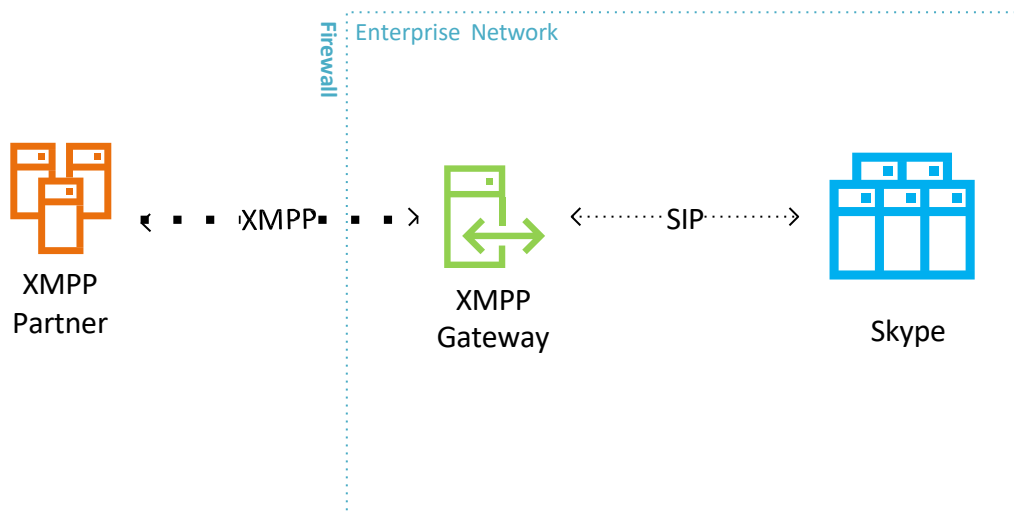 Firewall
Enterprise Network
XMPP
SIP
XMPP
Partner
XMPP
Gateway
Skype